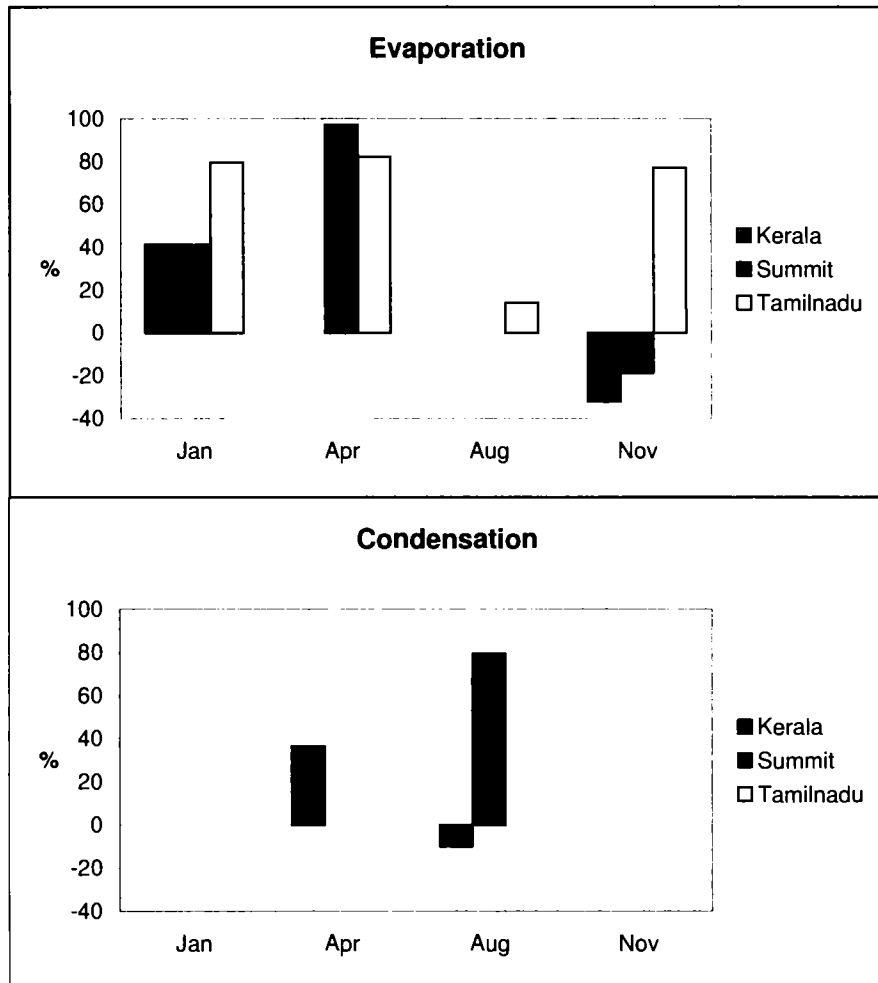 Evaporation
100
80
60
40
20
0
-20
-40
%
Jan Apr Aug Nov
Kerala
Summit
Tamilnadu
Condensation
100
80
60
40
20
0
-20
-40
%
Jan Apr Aug Nov
Kerala
Summit
Tamilnadu